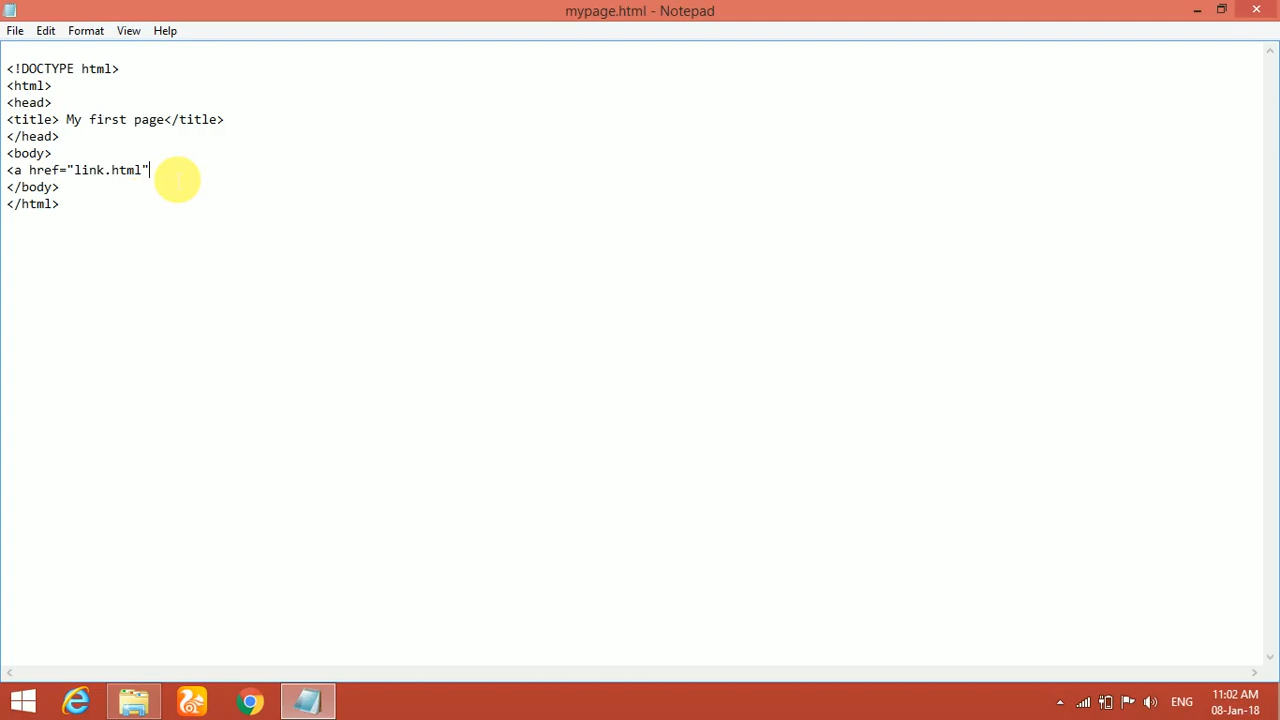 mypage.html - Notepad
File Edit Format View Help
<!DOCTYPE html>
<html>
<head>
<title> My first page</title>
</head>
<body>
<a href="link.html"
</body>
</html>
ENG
11:02 AM
08-Jan-18